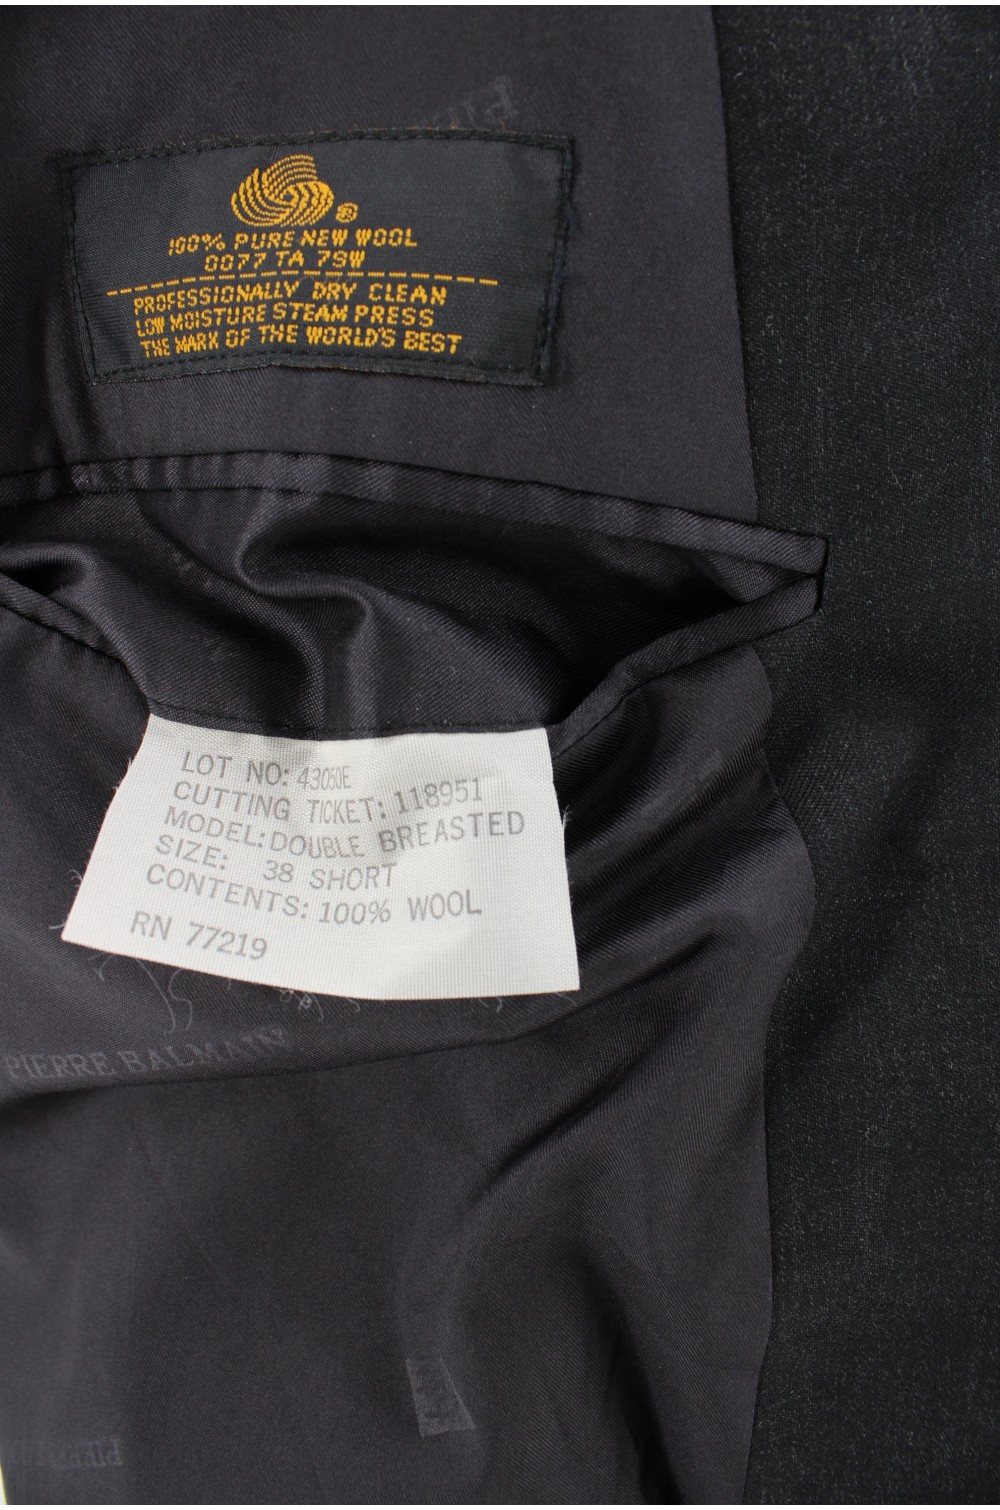 ®
100% PURE NEW WOOL
0077 TA 79W
PROFESSIONALLY DRY CLEAN
LOW MOISTURE STEAM PRESS
THE MARK OF THE WORLD'S BEST
LOT NO: 43050E
CUTTING TICKET: 118951
MODEL: DOUBLE BREASTED
SIZE: 38 SHORT
CONTENTS: 100% WOOL
RN 77219
PIERRE BALMAIN